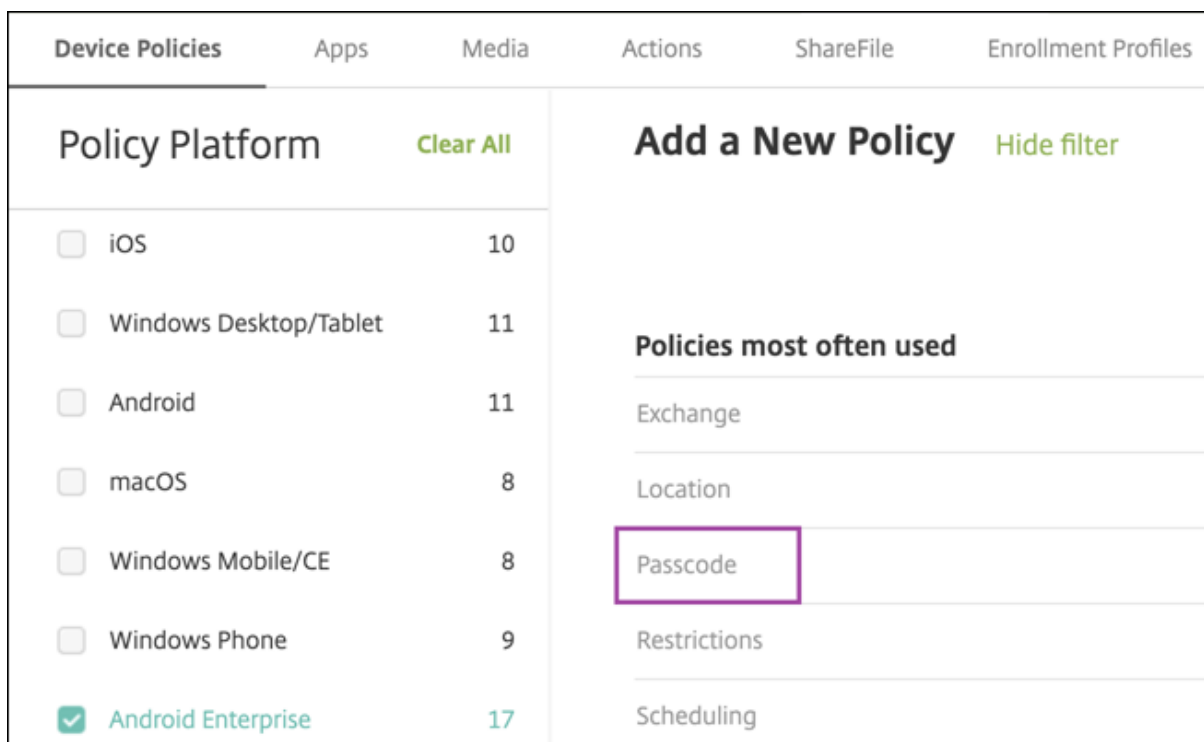 Device Policies Apps Media Actions ShareFile Enrollment Profiles
Policy Platform Clear All
iOS 10
Windows Desktop/Tablet 11
Android 11
macOS 8
Windows Mobile/CE 8
Windows Phone 9
Android Enterprise 17
Add a New Policy Hide filter
Policies most often used
Exchange
Location
Passcode
Restrictions
Scheduling